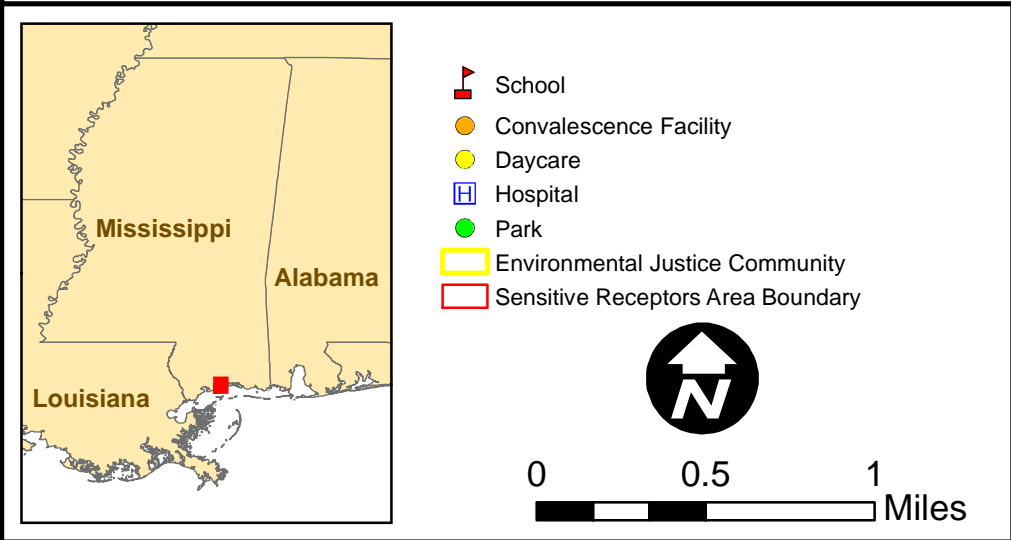 Mississippi
Alabama
Louisiana
School
Convalescence Facility
Daycare
H Hospital
Park
Environmental Justice Community
Sensitive Receptors Area Boundary
N
0 0.5 1
Miles